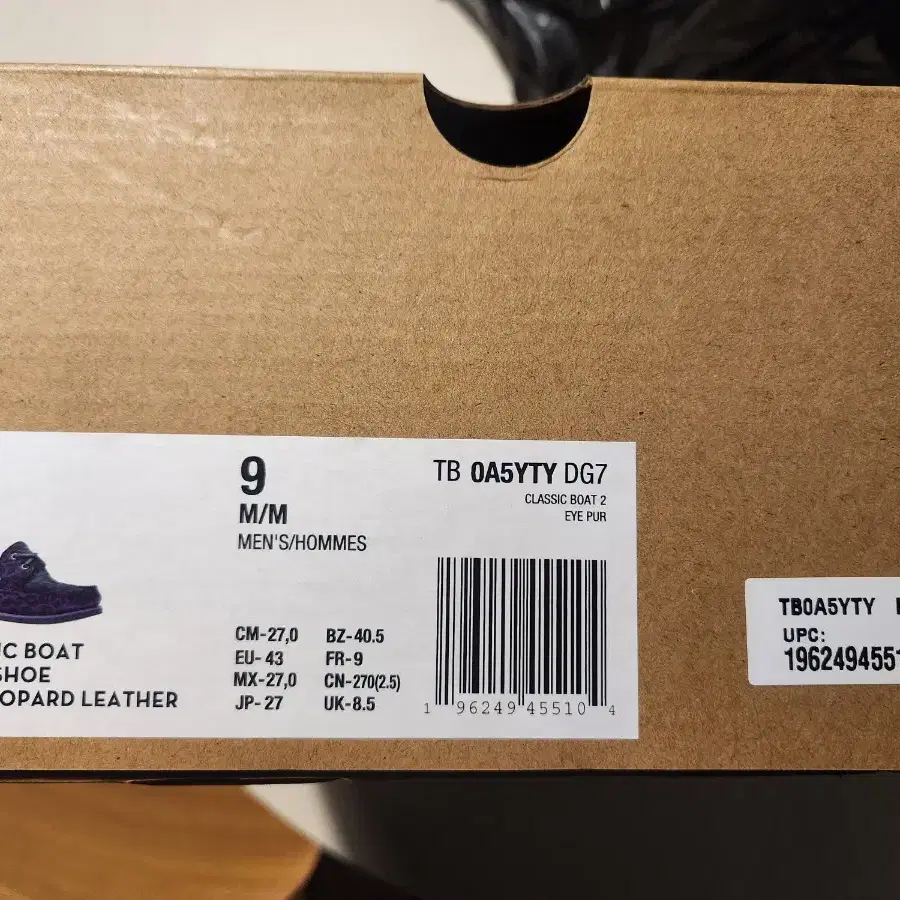 9
M/M
MEN'S/HOMMES
TB 0A5YTY DG7
CLASSIC BOAT 2
EYE PUR
C BOAT
SHOE
OPARD LEATHER
CM-27,0 BZ-40.5
EU-43 FR-9
MX-27,0 CN-270(2.5)
JP-27 UK-8.5
1 96249 45510 4
TB0A5YTY
UPC:
1962494551